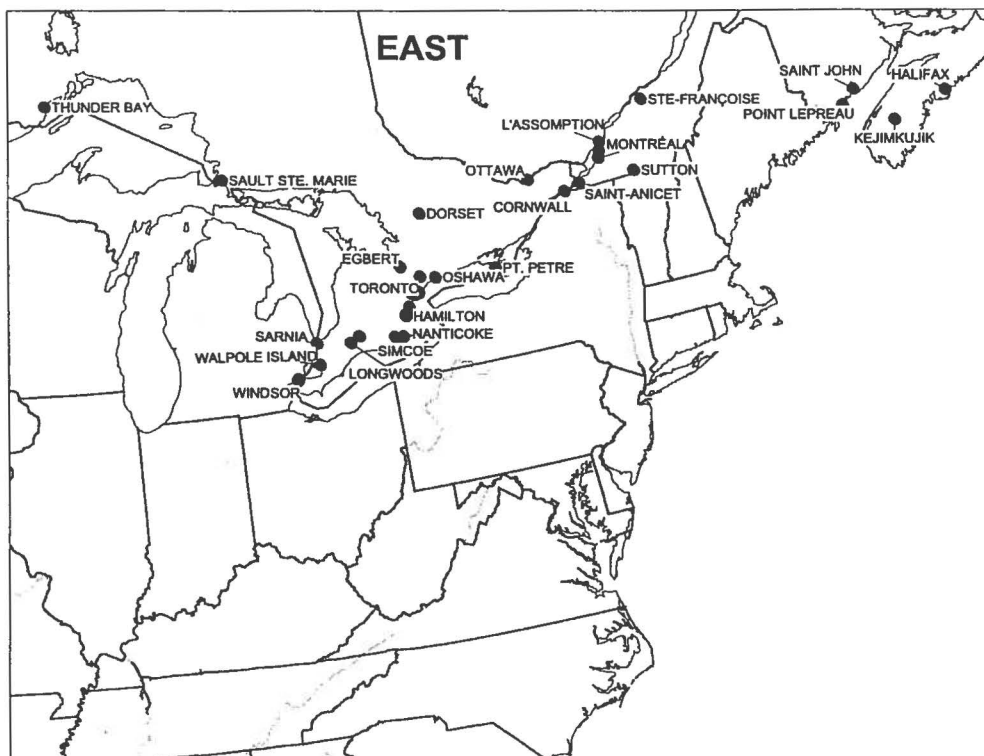 EAST
THUNDER BAY
SAULT STE. MARIE
STE-FRANÇOISE
SAINT JOHN
HALIFAX
POINT LEPREAU
KEJIMKUJIK
L'ASSOMPTION
MONTRÉAL
OTTAWA
SUTTON
SAINT-ANICET
CORNWALL
DORSET
EGBERT
PT. PETRE
OSHAWA
TORONTO
HAMILTON
SARNIA
NANTICOKE
SIMCOE
WALPOLE ISLAND
LONGWOODS
WINDSOR